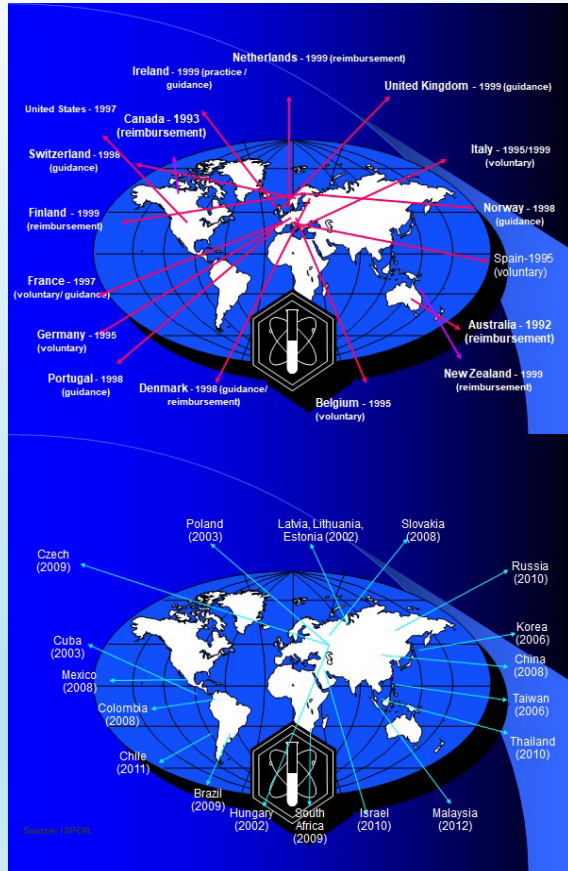 Netherlands - 1999 (reimbursement)
Ireland - 1999 (practice /
guidance)
United Kingdom - 1999 (guidance)
United States - 1997
Canada - 1993
(reimbursement)
Switzerland - 1998
(guidance)
Italy - 1995/1999
(voluntary)
Finland - 1999
(reimbursement)
Norway - 1998
(guidance)
Spain-1995
(voluntary)
France - 1997
(voluntary/ guidance)
Germany - 1995
(voluntary)
Australia - 1992
(reimbursement)
Portugal - 1998
(guidance)
Denmark - 1998 (guidance/
reimbursement)
Belgium - 1995
(voluntary)
New Zealand - 1999
(reimbursement)
Poland
(2003)
Latvia, Lithuania,
Estonia (2002)
Slovakia
(2008)
Czech
(2009)
Russia
(2010)
Cuba
(2003)
Korea
(2006)
Mexico
(2008)
China
(2008)
Colombia
(2008)
Taiwan
(2006)
Chile
(2011)
Thailand
(2010)
Brazil
(2009)
Hungary
(2002)
South
Africa
(2009)
Israel
(2010)
Malaysia
(2012)
Source: ISPOR